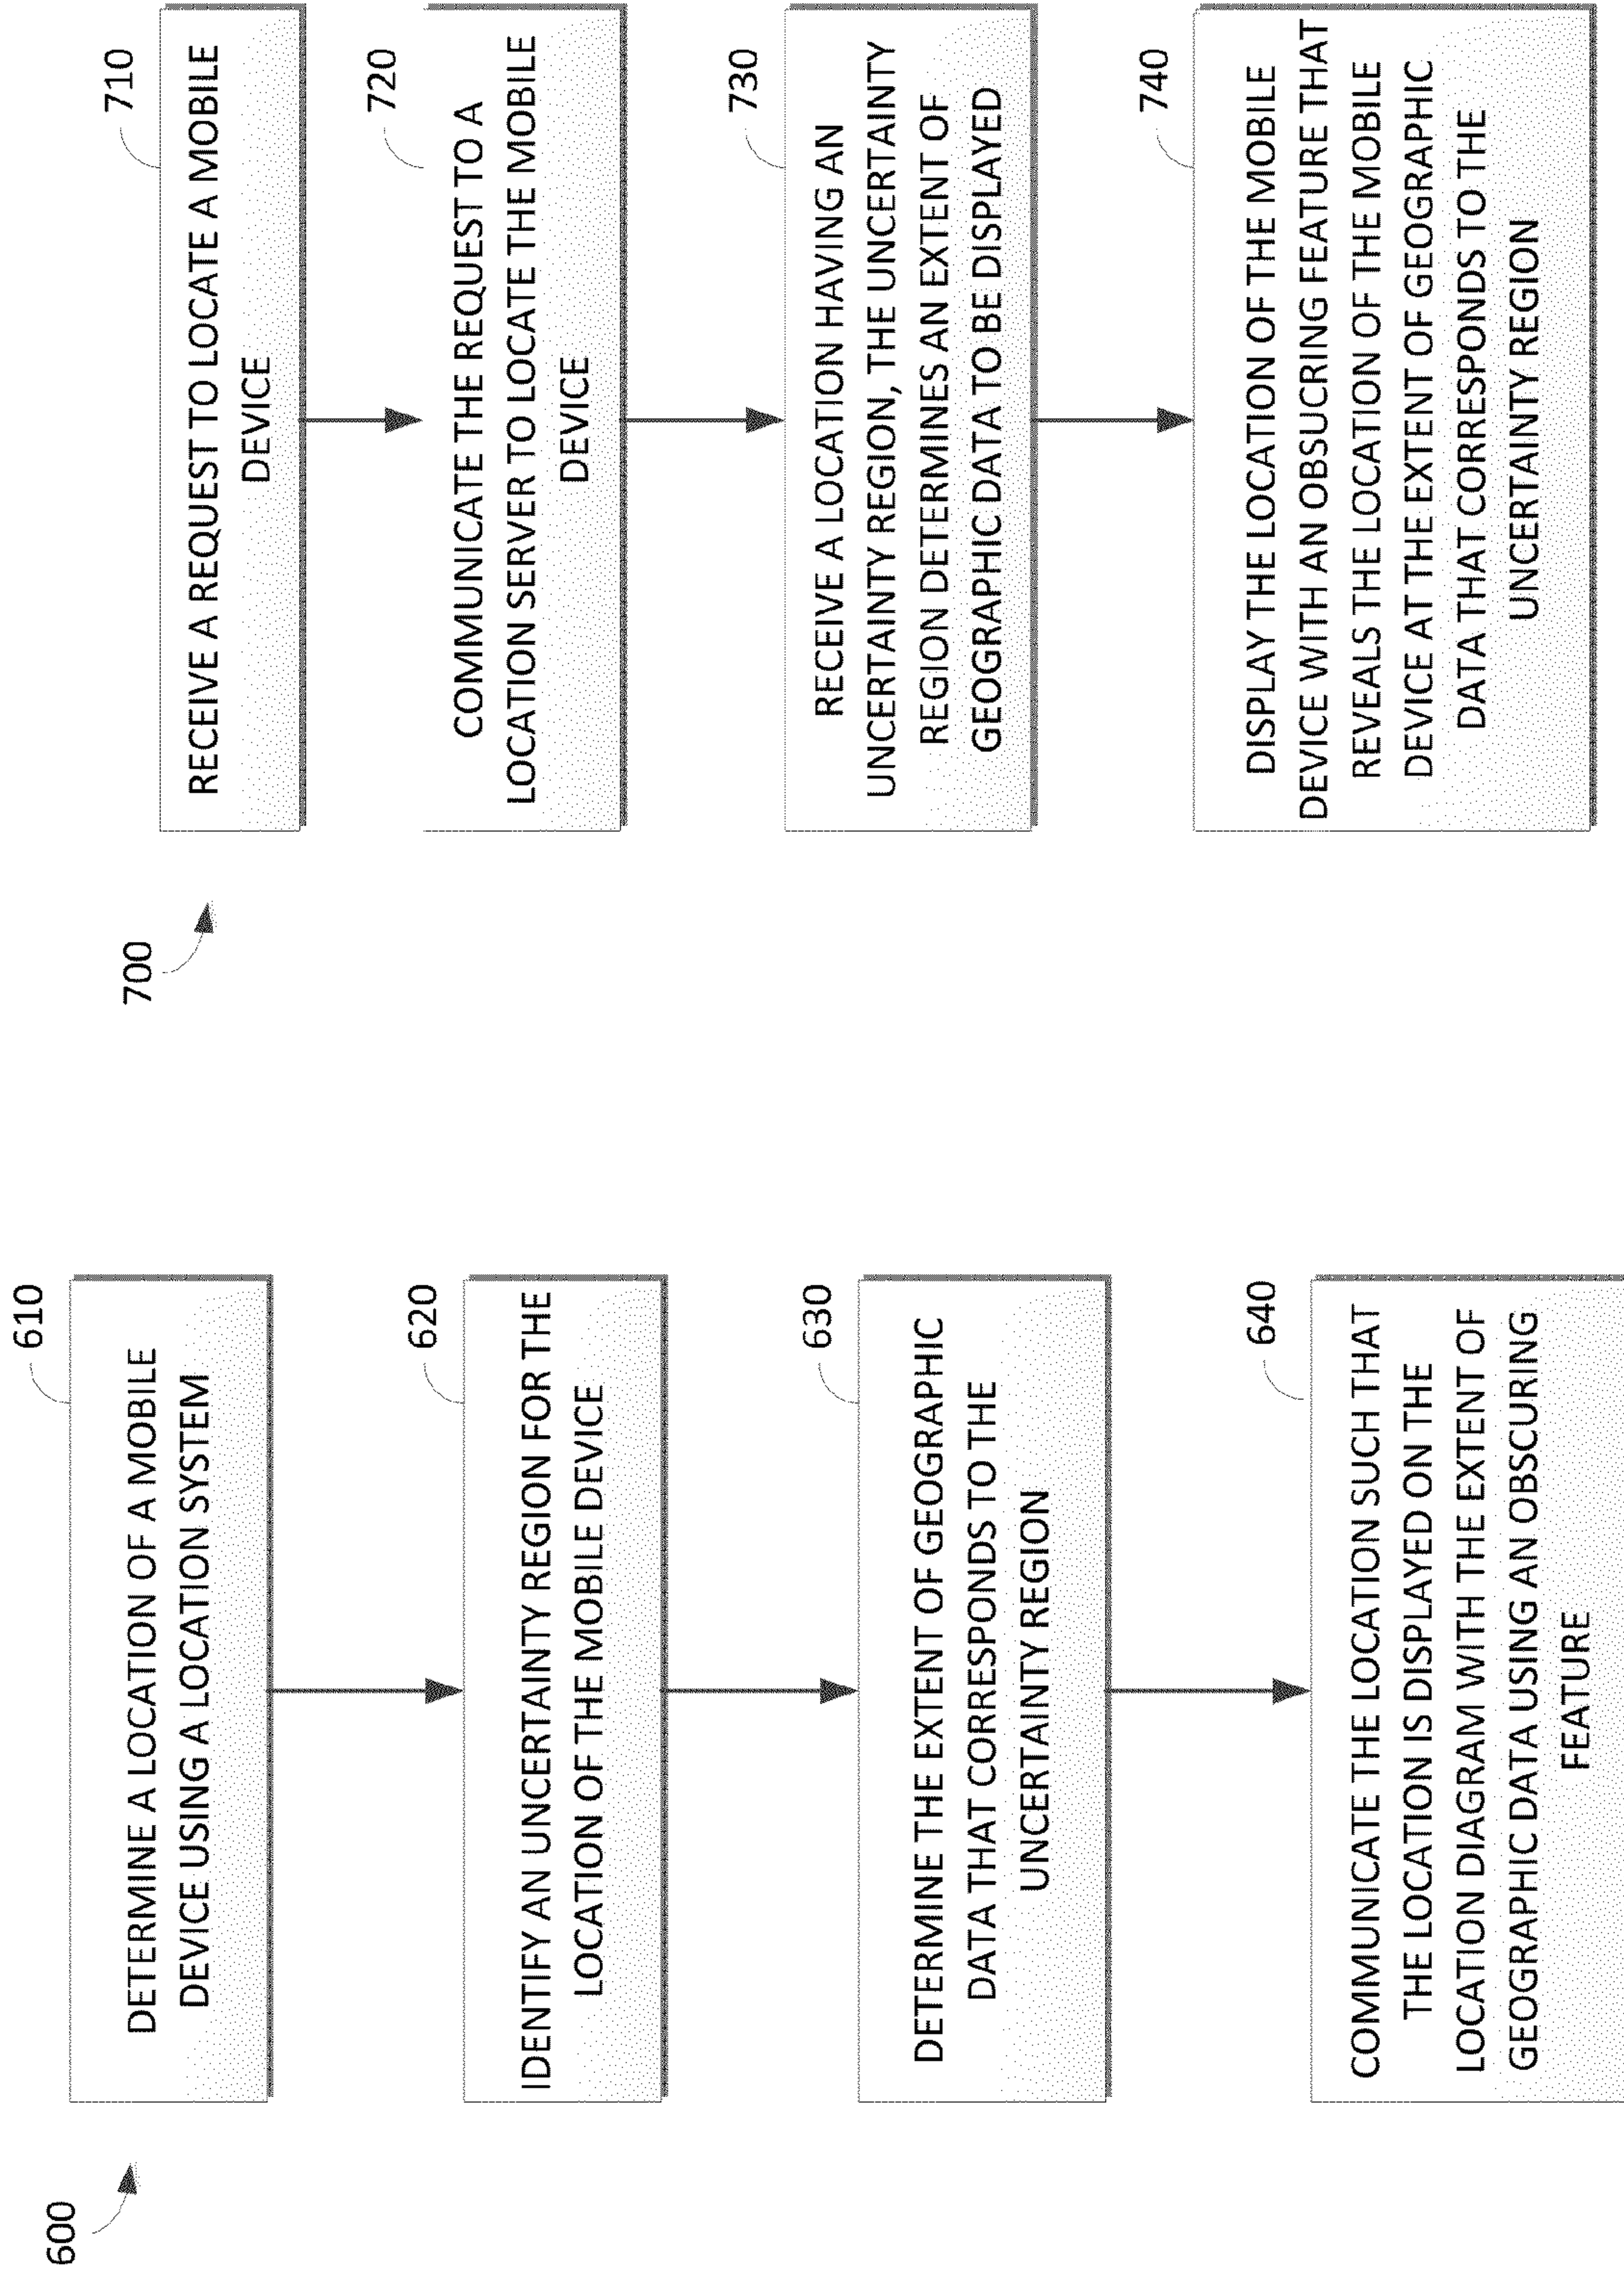 600
610
DETERMINE A LOCATION OF A MOBILE
DEVICE USING A LOCATION SYSTEM
620
IDENTIFY AN UNCERTAINTY REGION FOR THE
LOCATION OF THE MOBILE DEVICE
630
DETERMINE THE EXTENT OF GEOGRAPHIC
DATA THAT CORRESPONDS TO THE
UNCERTAINTY REGION
640
COMMUNICATE THE LOCATION SUCH THAT
THE LOCATION IS DISPLAYED ON THE
LOCATION DIAGRAM WITH THE EXTENT OF
GEOGRAPHIC DATA USING AN OBSCURING
FEATURE
700
710
RECEIVE A REQUEST TO LOCATE A MOBILE
DEVICE
720
COMMUNICATE THE REQUEST TO A
LOCATION SERVER TO LOCATE THE MOBILE
DEVICE
730
RECEIVE A LOCATION HAVING AN
UNCERTAINTY REGION, THE UNCERTAINTY
REGION DETERMINES AN EXTENT OF
GEOGRAPHIC DATA TO BE DISPLAYED
740
DISPLAY THE LOCATION OF THE MOBILE
DEVICE WITH AN OBSUCRING FEATURE THAT
REVEALS THE LOCATION OF THE MOBILE
DEVICE AT THE EXTENT OF GEOGRAPHIC
DATA THAT CORRESPONDS TO THE
UNCERTAINTY REGION